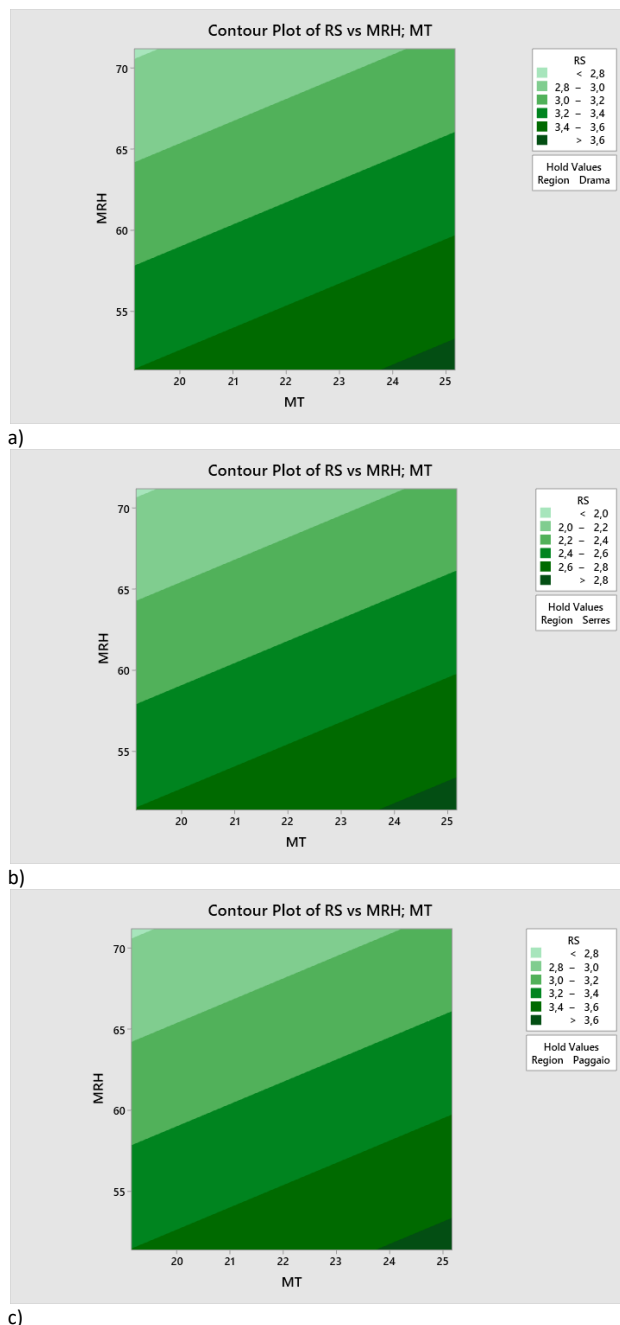 Contour Plot of RS vs MRH; MT
RS
< 2,8
2,8 – 3,0
3,0 – 3,2
3,2 – 3,4
3,4 – 3,6
> 3,6
Hold Values
Region Drama
70
65
60
55
MRH
20 21 22 23 24 25
MT
a)
Contour Plot of RS vs MRH; MT
RS
< 2,0
2,0 – 2,2
2,2 – 2,4
2,4 – 2,6
2,6 – 2,8
> 2,8
Hold Values
Region Serres
70
65
60
55
MRH
20 21 22 23 24 25
MT
b)
Contour Plot of RS vs MRH; MT
RS
< 2,8
2,8 – 3,0
3,0 – 3,2
3,2 – 3,4
3,4 – 3,6
> 3,6
Hold Values
Region Paggaio
70
65
60
55
MRH
20 21 22 23 24 25
MT
c)